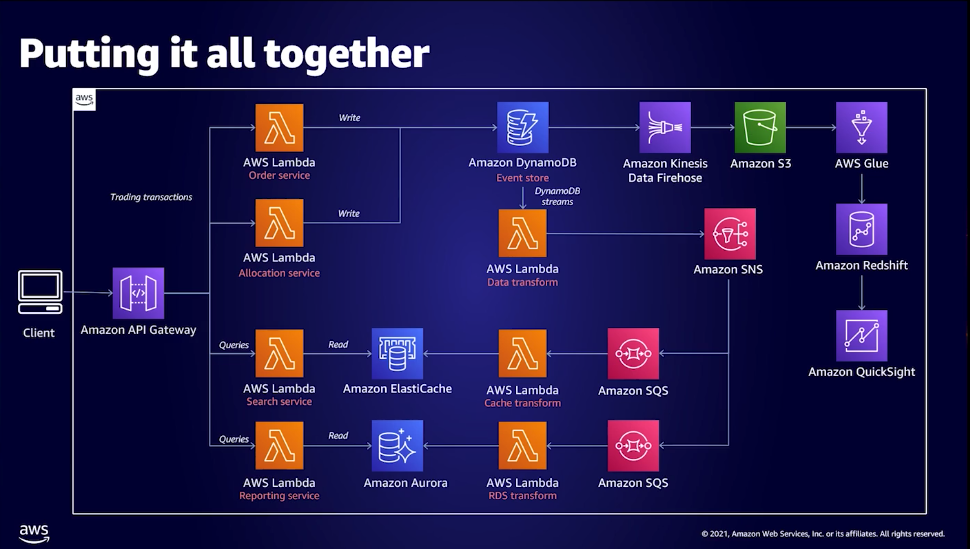 Putting it all together
aws
AWS Lambda
Order service
Write
Amazon DynamoDB
Event store
Amazon Kinesis
Data Firehose
Amazon S3
AWS Glue
Trading transactions
DynamoDB
streams
AWS Lambda
Allocation service
Write
AWS Lambda
Data transform
Amazon SNS
Amazon Redshift
Client
Amazon API Gateway
Queries
AWS Lambda
Search service
Read
Amazon ElastiCache
AWS Lambda
Cache transform
Amazon SQS
Amazon QuickSight
Queries
AWS Lambda
Reporting service
Read
Amazon Aurora
AWS Lambda
RDS transform
Amazon SQS
aws
© 2021, Amazon Web Services, Inc. or its affiliates. All rights reserved.